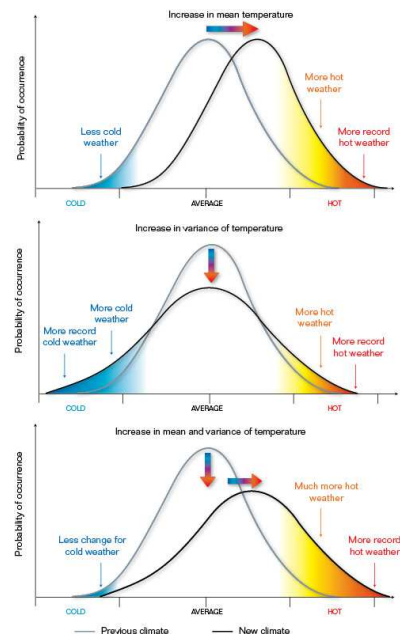 Increase in mean temperature
Probability of occurrence
Less cold
weather
More hot
weather
More record
hot weather
COLD
AVERAGE
HOT
Increase in variance of temperature
Probability of occurrence
More cold
weather
More record
cold weather
More hot
weather
More record
hot weather
COLD
AVERAGE
HOT
Increase in mean and variance of temperature
Probability of occurrence
Less change for
cold weather
Much more hot
weather
More record
hot weather
COLD
AVERAGE
HOT
Previous climate
New climate